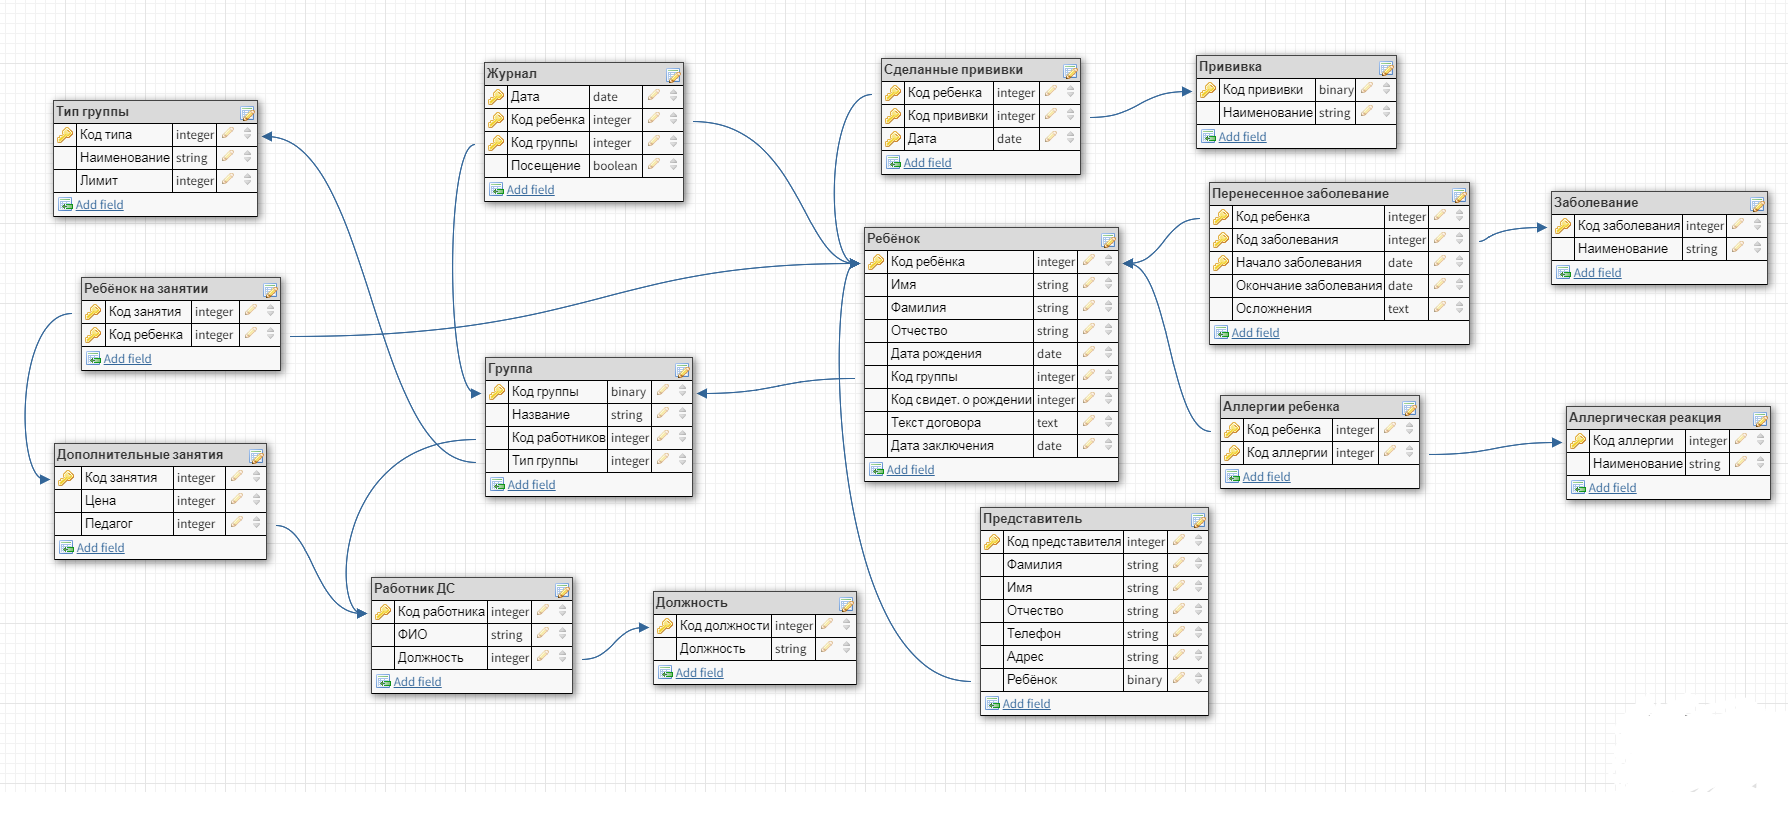 Тип группы
Код типа integer
Наименование string
Лимит integer
Add field
Журнал
Дата date
Код ребенка integer
Код группы integer
Посещение boolean
Add field
Сделанные прививки
Код ребенка integer
Код прививки integer
Дата date
Add field
Прививка
Код прививки binary
Наименование string
Add field
Перенесенное заболевание
Код ребенка integer
Код заболевания integer
Начало заболевания date
Окончание заболевания date
Осложнения text
Add field
Заболевание
Код заболевания integer
Наименование string
Add field
Ребёнок на занятии
Код занятия integer
Код ребенка integer
Add field
Ребёнок
Код ребёнка integer
Имя string
Фамилия string
Отчество string
Дата рождения date
Код группы integer
Код свидет. о рождении integer
Текст договора text
Дата заключения date
Add field
Группа
Код группы binary
Название string
Код работников integer
Тип группы integer
Add field
Аллергии ребенка
Код ребенка integer
Код аллергии integer
Add field
Аллергическая реакция
Код аллергии integer
Наименование string
Add field
Дополнительные занятия
Код занятия integer
Цена integer
Педагог integer
Add field
Представитель
Код представителя integer
Фамилия string
Имя string
Отчество string
Телефон string
Адрес string
Ребёнок binary
Add field
Работник ДС
Код работника integer
ФИО string
Должность integer
Add field
Должность
Код должности integer
Должность string
Add field